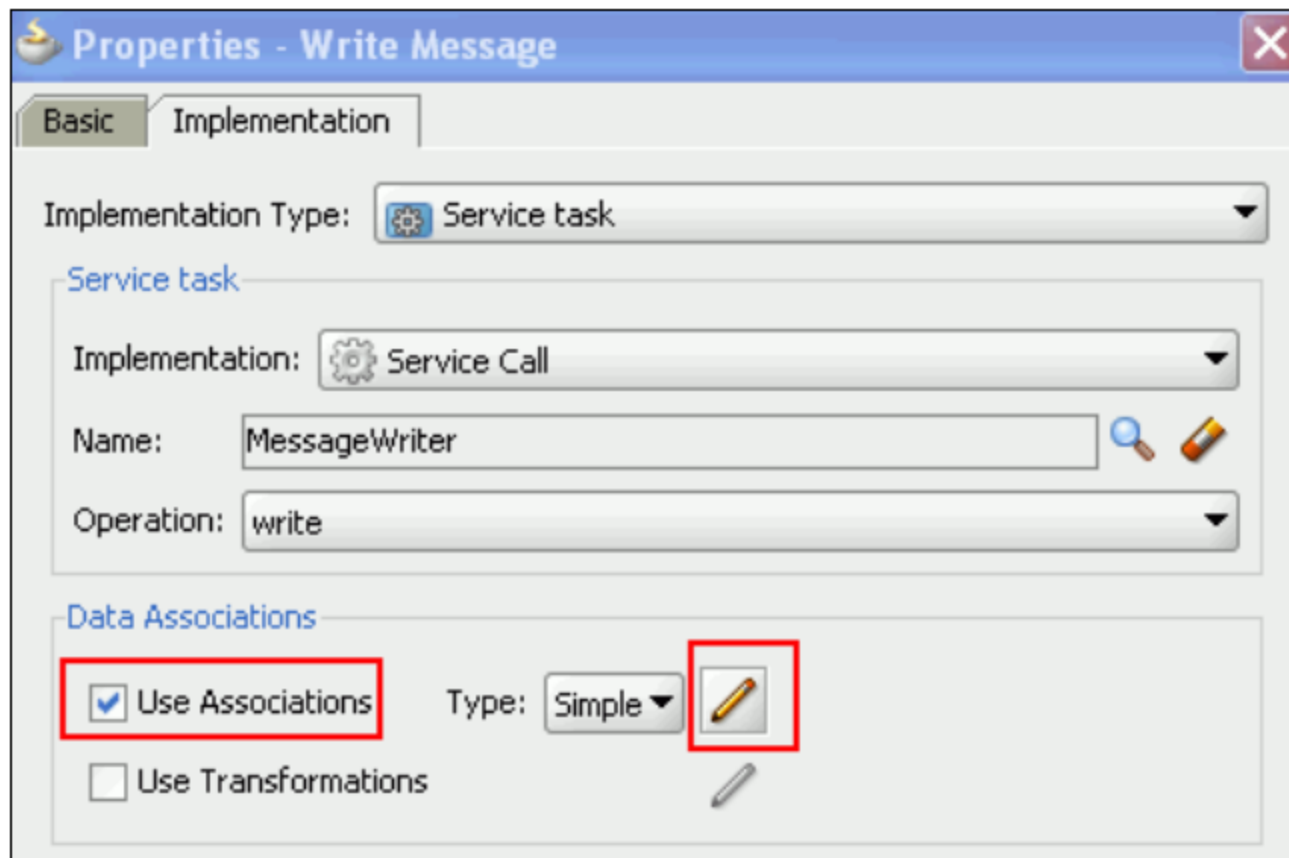 Properties - Write Message
Basic Implementation
Implementation Type: Service task
Service task
Implementation: Service Call
Name: MessageWriter
Operation: write
Data Associations
Use Associations Type: Simple
Use Transformations